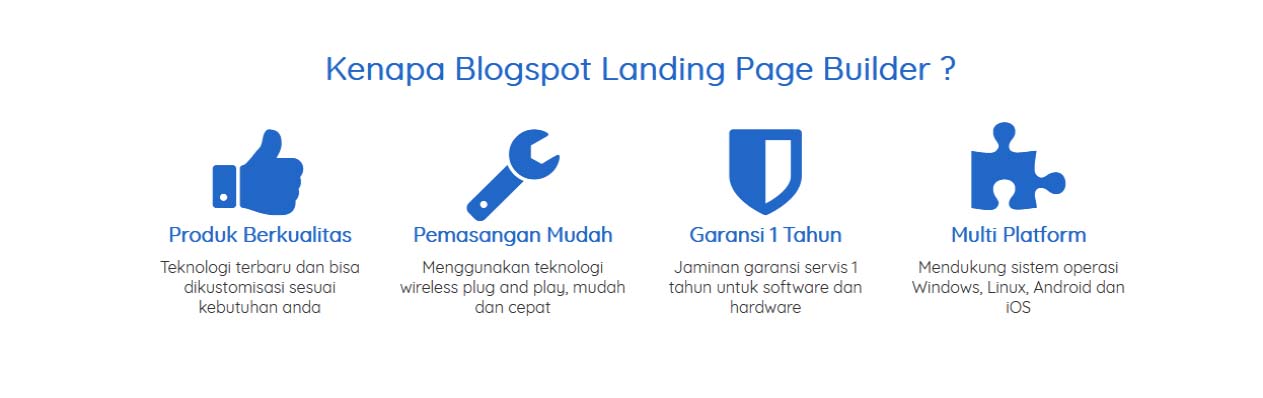 Kenapa Blogspot Landing Page Builder ?
Produk Berkualitas
Teknologi terbaru dan bisa
dikustomisasi sesuai
kebutuhan anda
Pemasangan Mudah
Menggunakan teknologi
wireless plug and play, mudah
dan cepat
Garansi 1 Tahun
Jaminan garansi servis 1
tahun untuk software dan
hardware
Multi Platform
Mendukung sistem operasi
Windows, Linux, Android dan
iOS